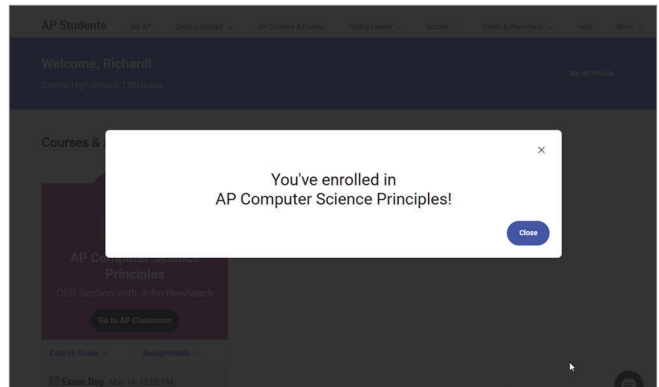 AP Students My AP Getting Started AP Courses & Exams Taking Exams Scores Credit & Placement Help More
Welcome, Richard!
Central High School, 12th grade
My AP Profile
Courses &
You've enrolled in
AP Computer Science Principles!
Close
AP Computer Science
Principles
CSP Section with John Newteach
Go to AP Classroom
Course Guide → Assignments →
Exam Day May 14, 12:00 PM